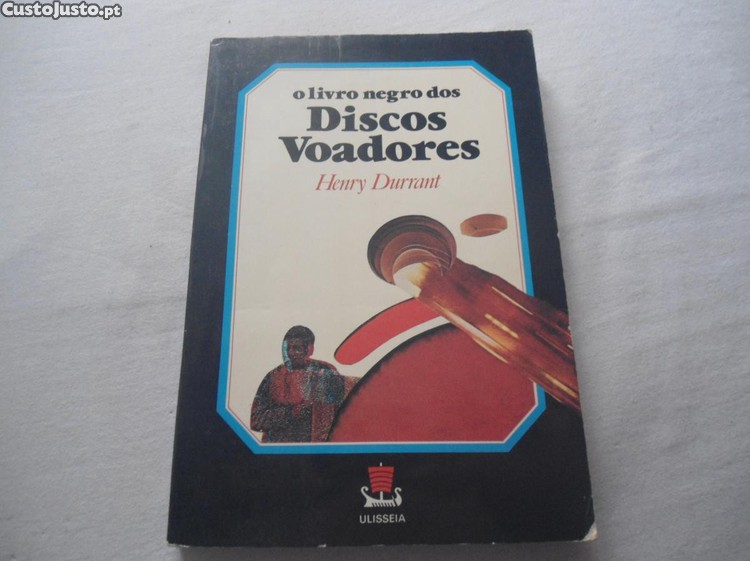 CustoJusto.pt
o livro negro dos
Discos
Voadores
Henry Durrant
ULISSEIA